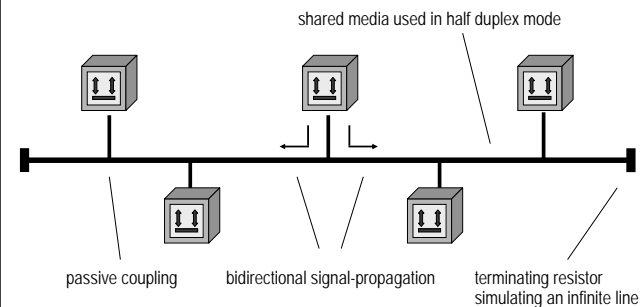 shared media used in half duplex mode
passive coupling
bidirectional signal-propagation
terminating resistor
simulating an infinite line